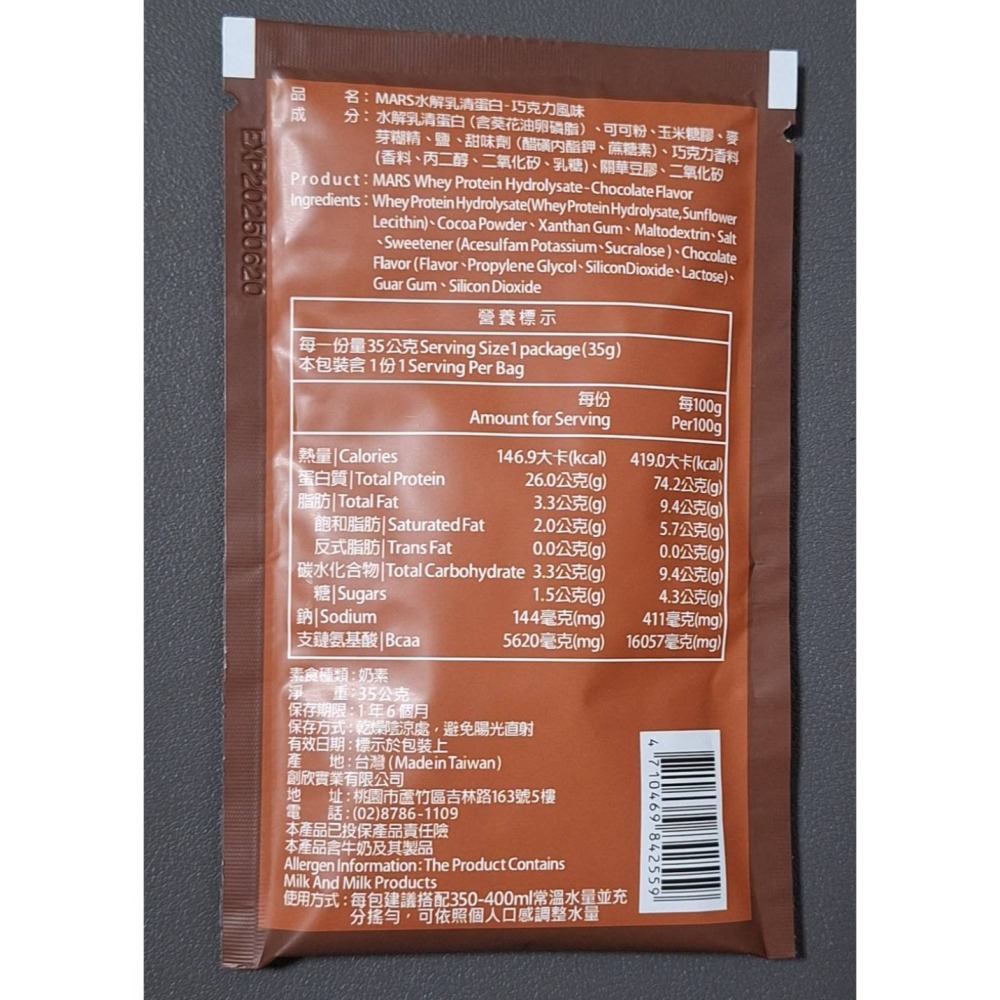 品　　名：MARS水解乳清蛋白-巧克力風味
成　　分：水解乳清蛋白（含葵花油卵磷脂）、可可粉、玉米糖膠、麥
芽糊精、鹽、甜味劑（醋磺內酯鉀、蔗糖素）、巧克力香料
(香料、丙二醇、二氧化矽、乳糖)、關華豆膠、二氧化矽
Product：MARS Whey Protein Hydrolysate-Chocolate Flavor
Ingredients：Whey Protein Hydrolysate(Whey Protein Hydrolysate,Sunflower
Lecithin)、Cocoa Powder、Xanthan Gum、Maltodextrin、Salt
、Sweetener (Acesulfam Potassium、Sucralose)、Chocolate
Flavor (Flavor、Propylene Glycol、SiliconDioxide、Lactose)、
Guar Gum、Silicon Dioxide
營養標示
每一份量35公克 Serving Size1 package (35g)
本包裝含 1份 1 Serving Per Bag
每份 每100g
Amount for Serving Per100g
熱量|Calories 146.9大卡(kcal) 419.0大卡(kcal)
蛋白質|Total Protein 26.0公克(g) 74.2公克(g)
脂肪|Total Fat 3.3公克(g) 9.4公克(g)
飽和脂肪|Saturated Fat 2.0公克(g) 5.7公克(g)
反式脂肪|Trans Fat 0.0公克(g) 0.0公克(g)
碳水化合物|Total Carbohydrate 3.3公克(g) 9.4公克(g)
糖|Sugars 1.5公克(g) 4.3公克(g)
鈉|Sodium 144毫克(mg) 411毫克(mg)
支鏈氨基酸|Bcaa 5620毫克(mg) 16057毫克(mg)
素食種類：奶素
淨　　重：35公克
保存期限：1年6個月
保存方式：乾燥陰涼處，避免陽光直射
有效日期：標示於包裝上
產　　地：台灣 (Made in Taiwan)
創欣實業有限公司
地　　址：桃園市蘆竹區吉林路163號5樓
電　　話：(02)8786-1109
本產品已投保產品責任險
本產品含牛奶及其製品
Allergen Information：The Product Contains
Milk And Milk Products
使用方式：每包建議搭配350-400ml常溫水量並充
分搖勻，可依照個人口感調整水量
EXP20250620
4 710469 842559